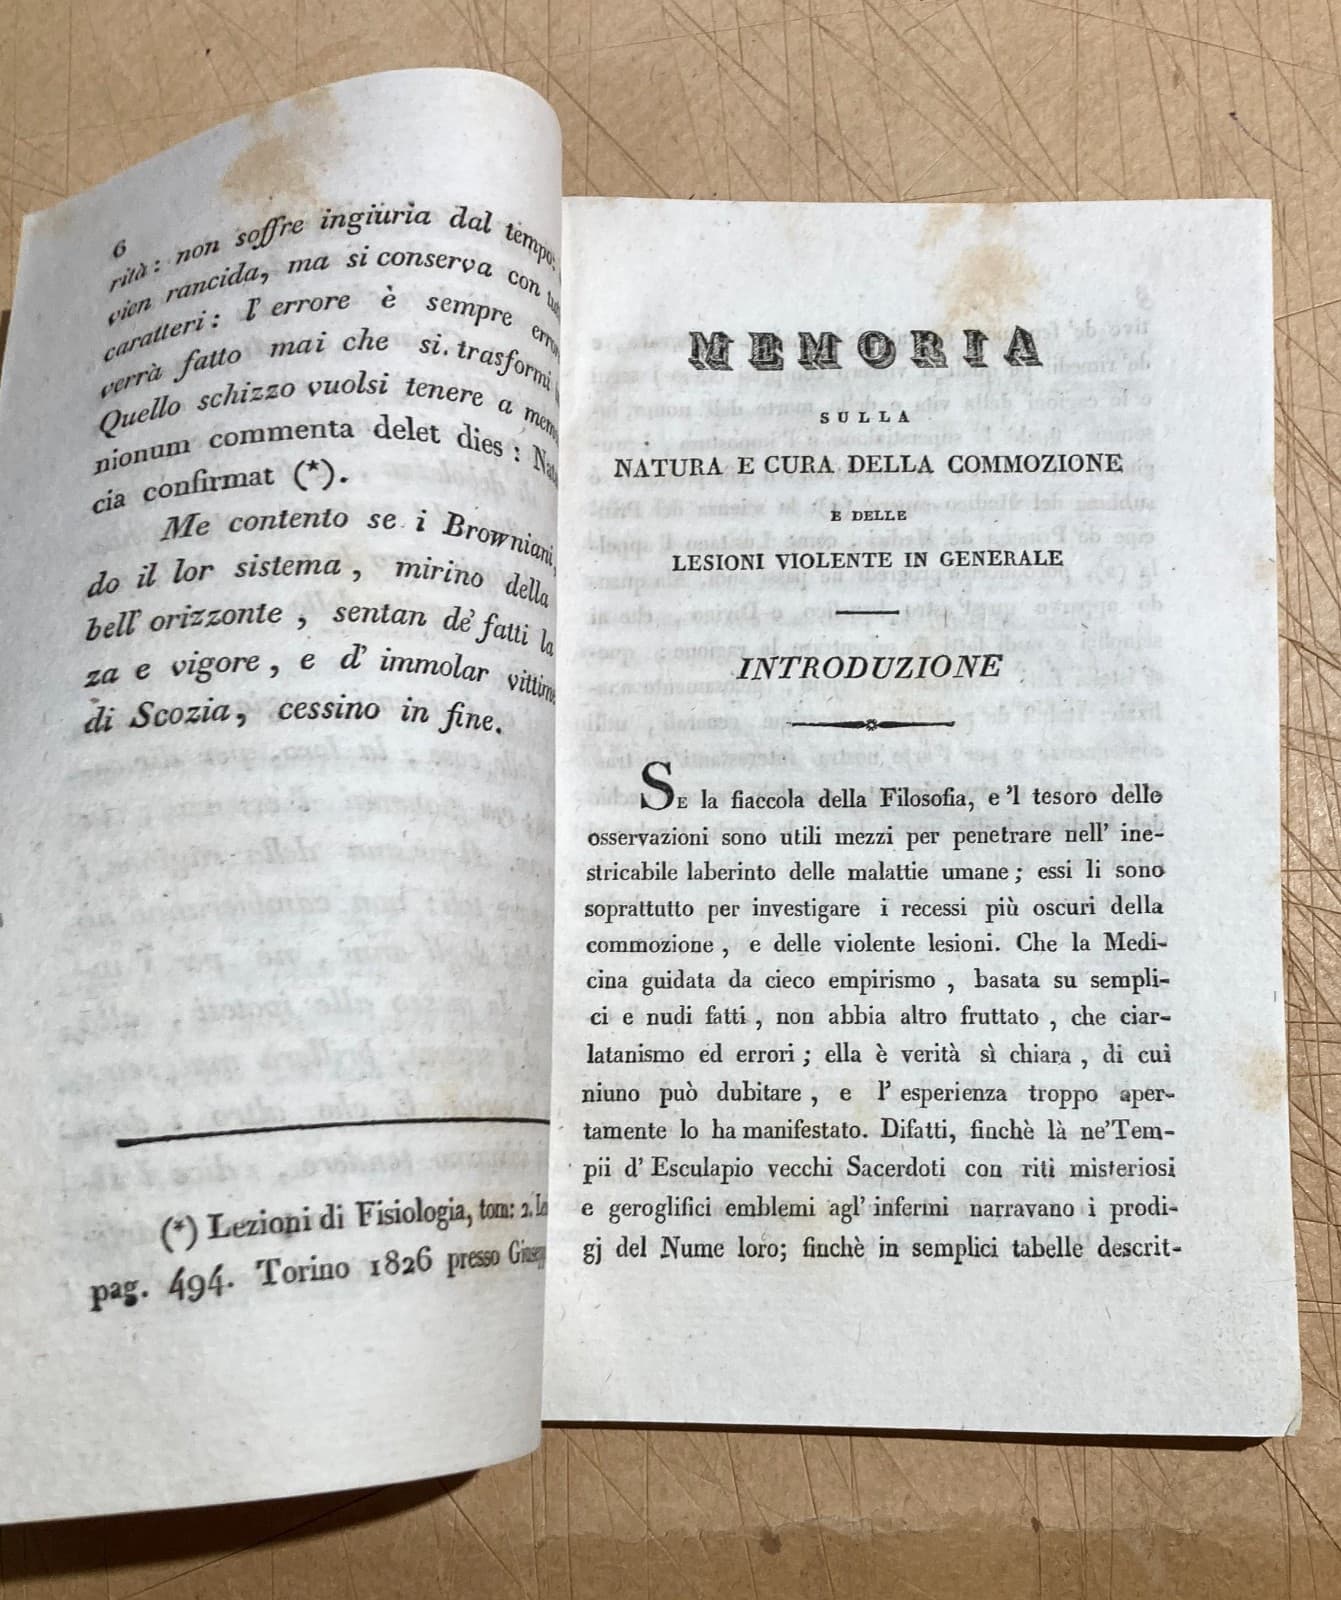 6
rità: non soffre ingiuria dal tempo:
vien rancida, ma si conserva con
caratteri: l'errore è sempre
verrà fatto mai che si. trasformi
Quello schizzo vuolsi tenere a
nionum commenta delet dies:
cia confirmat (*).
Me contento se i Browniani,
do il lor sistema, mirino della
bell' orizzonte, sentan de' fatti la
za e vigore, e d' immolar
di Scozia, cessino in fine.
(*) Lezioni di Fisiologia, tom: 2.
pag. 494. Torino 1826 presso
MEMORIA
SULLA
NATURA E CURA DELLA COMMOZIONE
E DELLE
LESIONI VIOLENTE IN GENERALE
INTRODUZIONE
SE la fiaccola della Filosofia, e 'l tesoro delle
osservazioni sono utili mezzi per penetrare nell' ine-
stricabile laberinto delle malattie umane; essi li sono
soprattutto per investigare i recessi più oscuri della
commozione, e delle violente lesioni. Che la Medi-
cina guidata da cieco empirismo, basata su sempli-
ci e nudi fatti, non abbia altro fruttato, che ciar-
latanismo ed errori; ella è verità sì chiara, di cui
niuno può dubitare, e l' esperienza troppo aper-
tamente lo ha manifestato. Difatti, finchè là ne'Tem-
pii d' Esculapio vecchi Sacerdoti con riti misteriosi
e geroglifici emblemi agl' infermi narravano i prodi-
gj del Nume loro; finchè in semplici tabelle descrit-